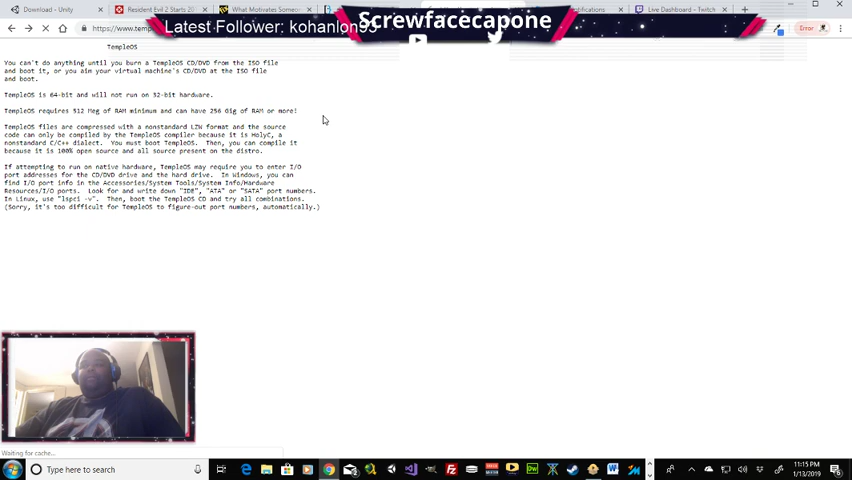 Download - Unity
Resident Evil 2 Starts 20
What Motivates Someo
ifications
Live Dashboard - Twitch
Screwfacecapone
Latest Follower: kohanlon93
https://www.temp
Error
TempleOS
You can't do anything until you burn a TempleOS CD/DVD from the ISO file
and boot it, or you aim your virtual machine's CD/DVD at the ISO file
and boot.
TempleOS is 64-bit and will not run on 32-bit hardware.
TempleOS requires 512 Meg of RAM minimum and can have 256 Gig of RAM or more!
TempleOS files are compressed with a nonstandard LZW format and the source
code can only be compiled by the TempleOS compiler because it is HolyC, a
nonstandard C/C++ dialect. You must boot TempleOS. Then, you can compile it
because it is 100% open source and all source present on the distro.
If attempting to run on native hardware, TempleOS may require you to enter I/O
port addresses for the CD/DVD drive and the hard drive. In Windows, you can
find I/O port info in the Accessories/System Tools/System Info/Hardware
Resources/I/O ports. Look for and write down "IDE", "ATA" or "SATA" port numbers.
In Linux, use "lspci -v". Then, boot the TempleOS CD and try all combinations.
(Sorry, it's too difficult for TempleOS to figure-out port numbers, automatically.)
Waiting for cache...
Type here to search
11:15 PM
1/13/2019